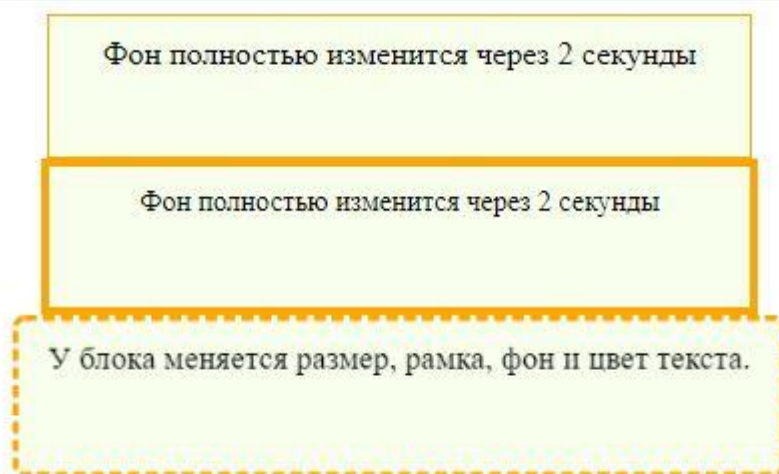 Фон полностью изменится через 2 секунды
Фон полностью изменится через 2 секунды
У блока меняется размер, рамка, фон и цвет текста.